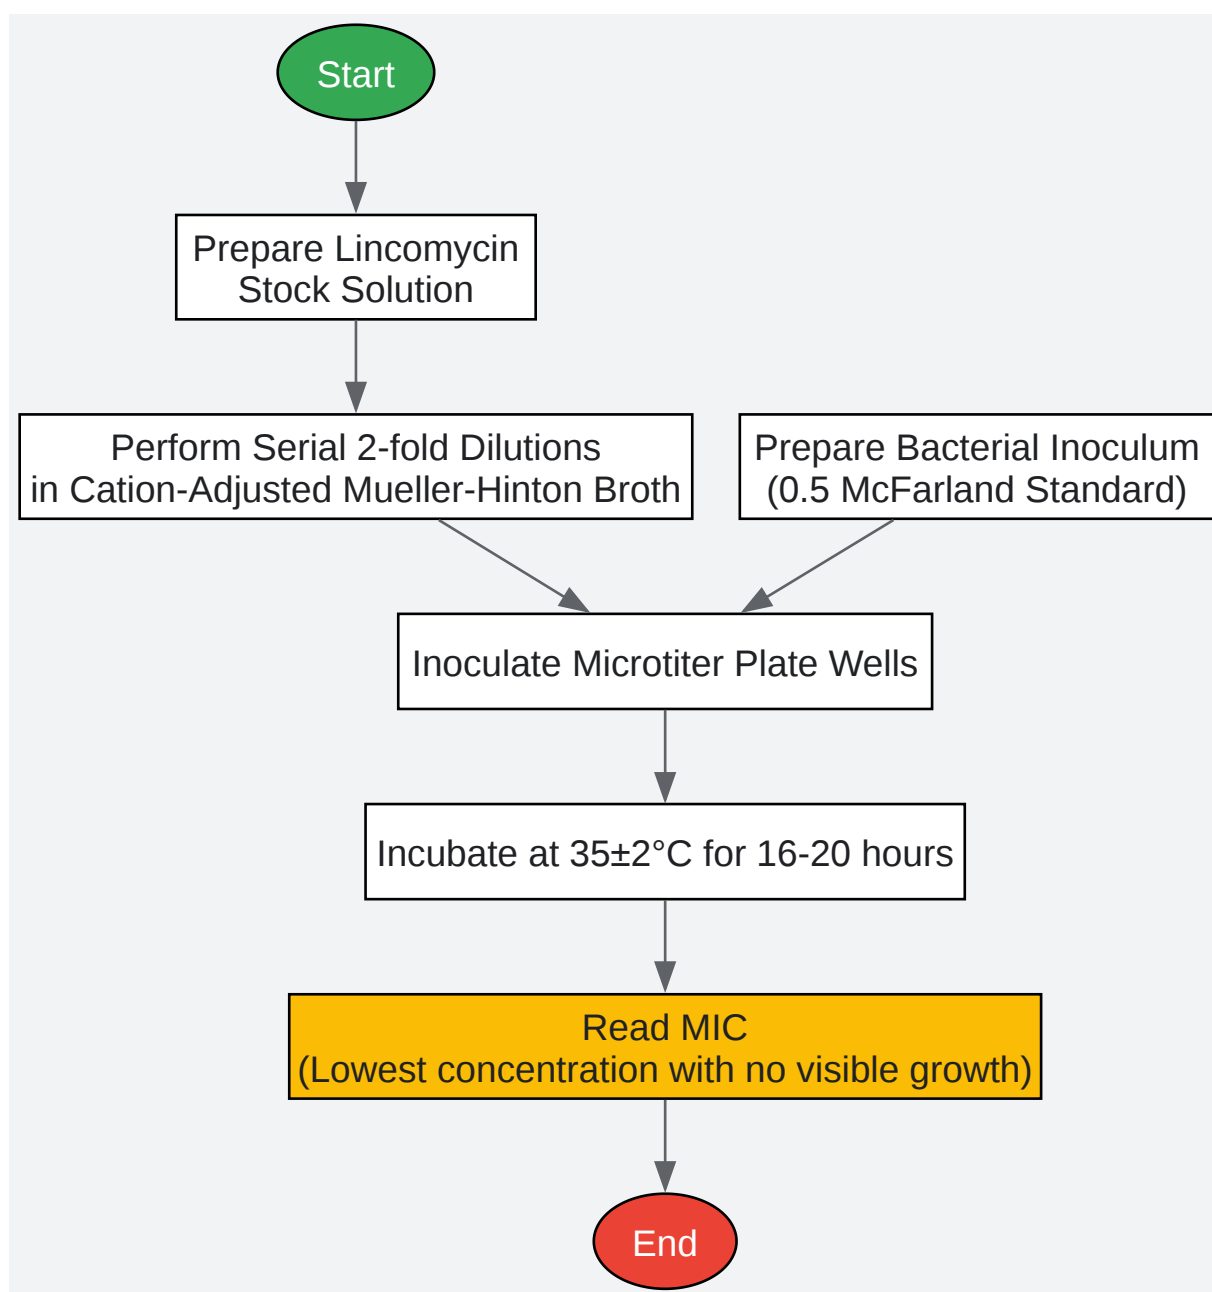 Start
Prepare Lincomycin
Stock Solution
Perform Serial 2-fold Dilutions
in Cation-Adjusted Mueller-Hinton Broth
Prepare Bacterial Inoculum
(0.5 McFarland Standard)
Inoculate Microtiter Plate Wells
Incubate at 35±2°C for 16-20 hours
Read MIC
(Lowest concentration with no visible growth)
End